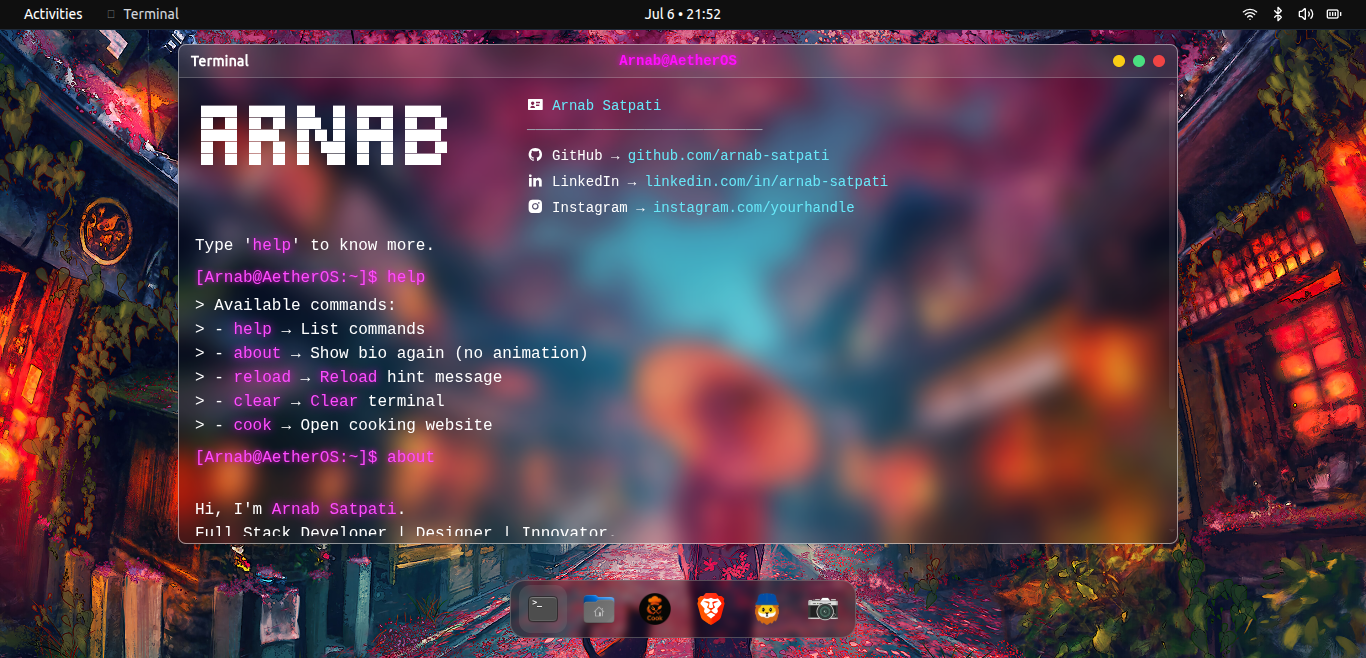 Activities Terminal Jul 6 • 21:52
Terminal Arnab@AetherOS
ARNAB
Arnab Satpati
GitHub → github.com/arnab-satpati
LinkedIn → linkedin.com/in/arnab-satpati
Instagram → instagram.com/yourhandle
Type 'help' to know more.
[Arnab@AetherOS:~]$ help
> Available commands:
> - help → List commands
> - about → Show bio again (no animation)
> - reload → Reload hint message
> - clear → Clear terminal
> - cook → Open cooking website
[Arnab@AetherOS:~]$ about
Hi, I'm Arnab Satpati.
Full Stack Developer | Designer | Innovator.
>_
Cook